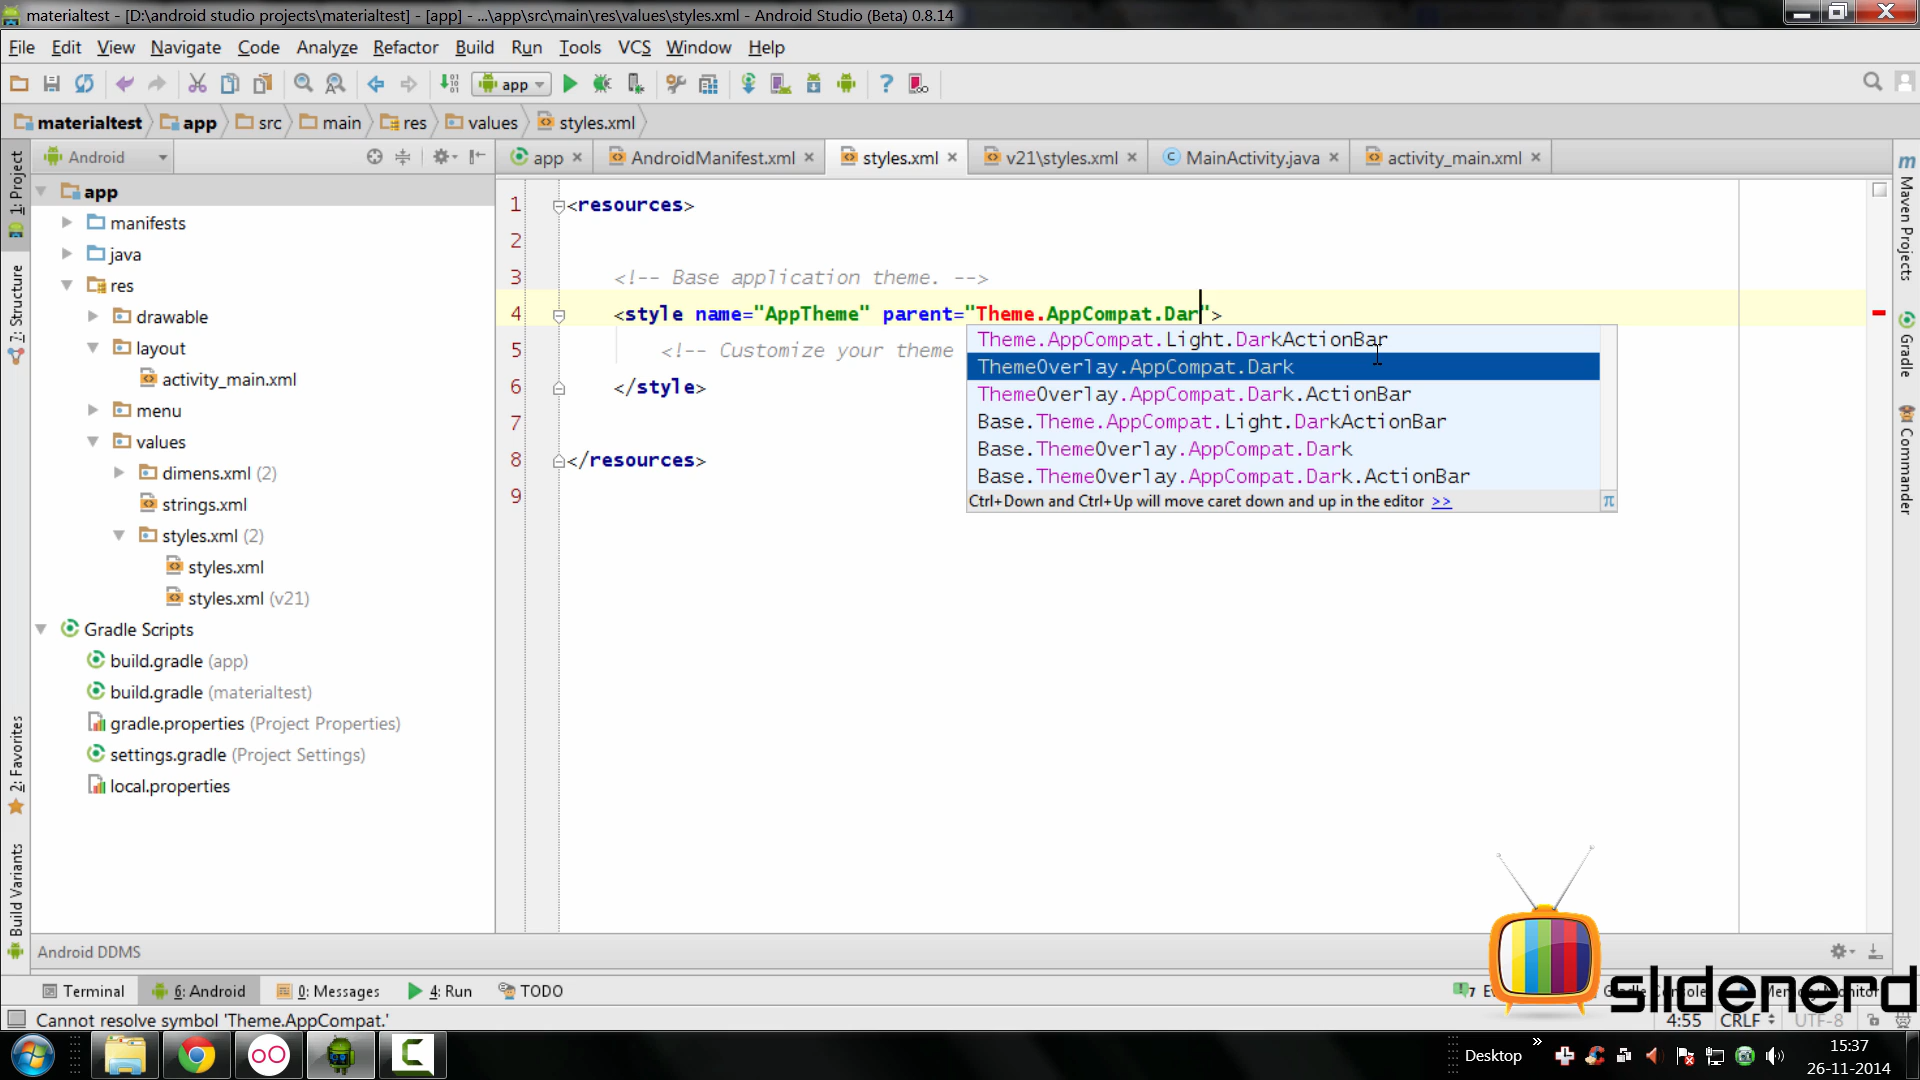 materialtest - [D:\android studio projects\materialtest] - [app] - ...\app\src\main\res\values\styles.xml - Android Studio (Beta) 0.8.14
File Edit View Navigate Code Analyze Refactor Build Run Tools VCS Window Help
app
materialtest app src main res values styles.xml
Android
app AndroidManifest.xml styles.xml v21\styles.xml MainActivity.java activity_main.xml
1: Project
7: Structure
2: Favorites
Build Variants
app
manifests
java
res
drawable
layout
activity_main.xml
menu
values
dimens.xml (2)
strings.xml
styles.xml (2)
styles.xml
styles.xml (v21)
Gradle Scripts
build.gradle (app)
build.gradle (materialtest)
gradle.properties (Project Properties)
settings.gradle (Project Settings)
local.properties
1 <resources>
2
3 <!-- Base application theme. -->
4 <style name="AppTheme" parent="Theme.AppCompat.Dar">
5 <!-- Customize your theme
6 </style>
7
8 </resources>
9
Theme.AppCompat.Light.DarkActionBar
ThemeOverlay.AppCompat.Dark
ThemeOverlay.AppCompat.Dark.ActionBar
Base.Theme.AppCompat.Light.DarkActionBar
Base.ThemeOverlay.AppCompat.Dark
Base.ThemeOverlay.AppCompat.Dark.ActionBar
Ctrl+Down and Ctrl+Up will move caret down and up in the editor >> π
m Maven Projects
Gradle
Commander
Android DDMS
Terminal 6: Android 0: Messages 4: Run TODO
slidenerd
Cannot resolve symbol 'Theme.AppCompat.'
4:55 CRLF UTF-8
Desktop
15:37
26-11-2014